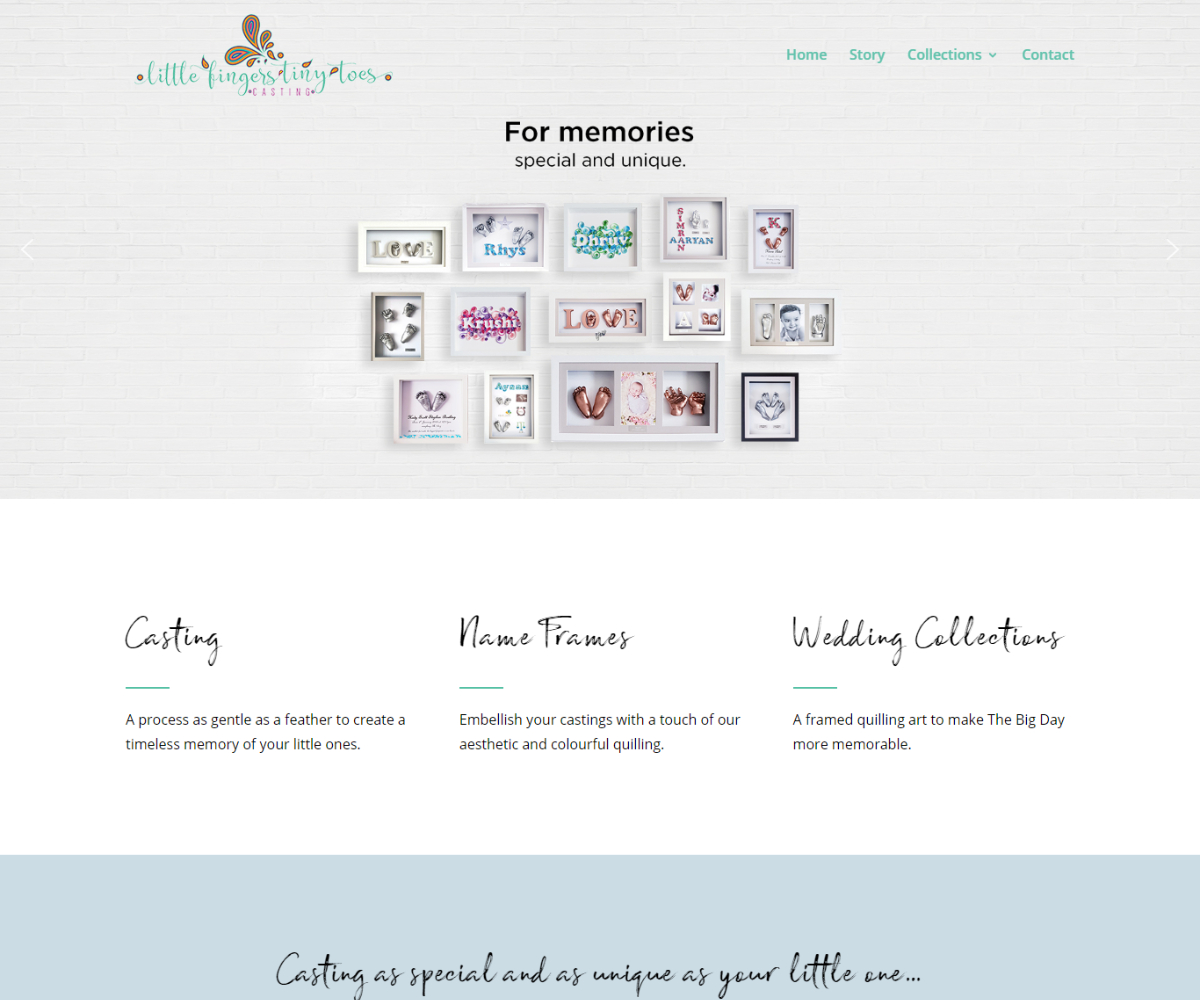 little fingers tiny toes
CASTING
Home Story Collections Contact
For memories
special and unique.
LOVE
Rhys
Dhruv
SIMRAN
AARYAN
K
Krushi
LOVE
Ayaan
Casting
A process as gentle as a feather to create a
timeless memory of your little ones.
Name Frames
Embellish your castings with a touch of our
aesthetic and colourful quilling.
Wedding Collections
A framed quilling art to make The Big Day
more memorable.
Casting as special and as unique as your little one...